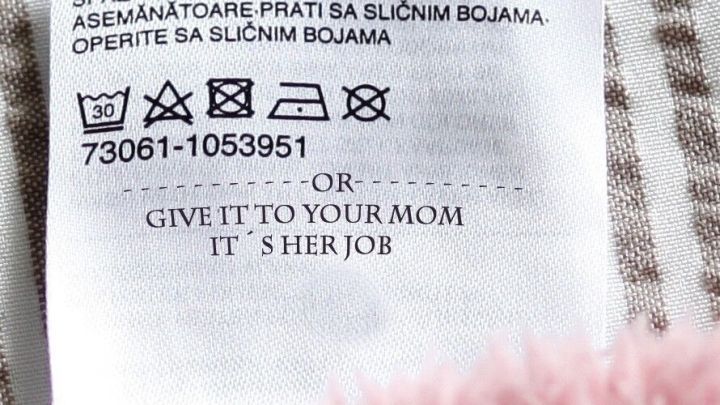 ASEMĂNĂTOARE·PRATI SA SLIČNIM BOJAMA·
OPERITE SA SLIČNIM BOJAMA
30
73061-1053951
- - - - - - - - - - -OR- - - - - - - - - -
GIVE IT TO YOUR MOM
IT ´S HER JOB